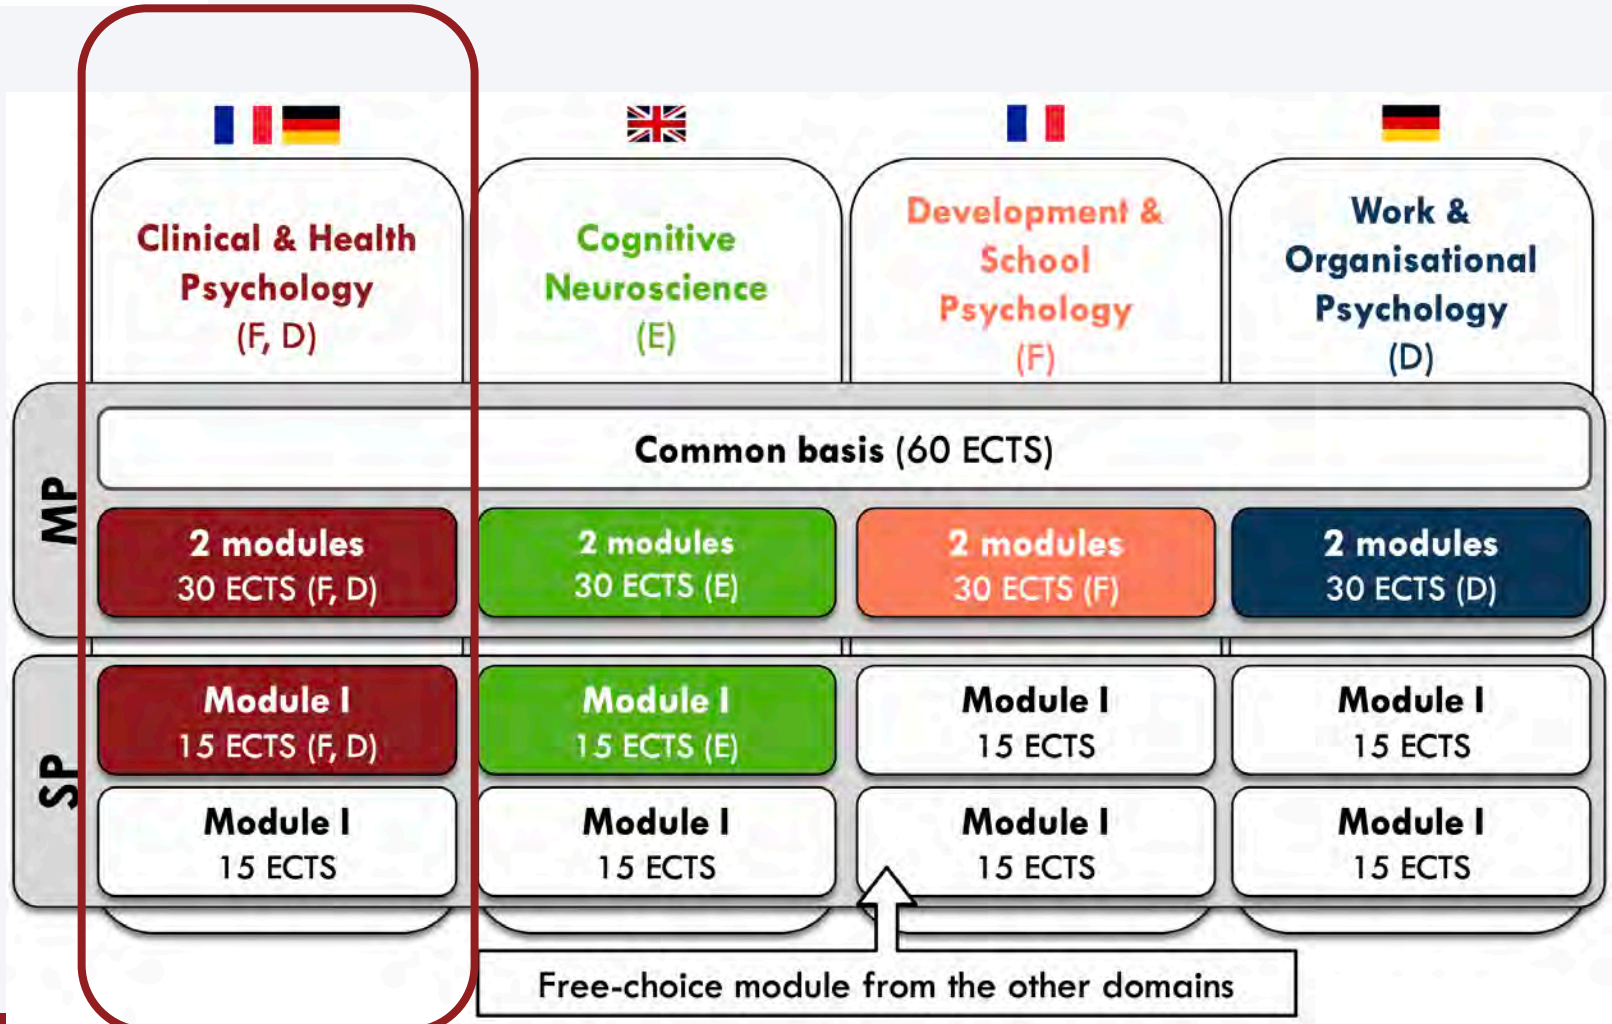 Clinical & Health
Psychology
(F, D)
Cognitive
Neuroscience
(E)
Development &
School
Psychology
(F)
Work &
Organisational
Psychology
(D)
MP
Common basis (60 ECTS)
2 modules
30 ECTS (F, D)
2 modules
30 ECTS (E)
2 modules
30 ECTS (F)
2 modules
30 ECTS (D)
SP
Module I
15 ECTS (F, D)
Module I
15 ECTS (E)
Module I
15 ECTS
Module I
15 ECTS
Module I
15 ECTS
Module I
15 ECTS
Module I
15 ECTS
Module I
15 ECTS
Free-choice module from the other domains